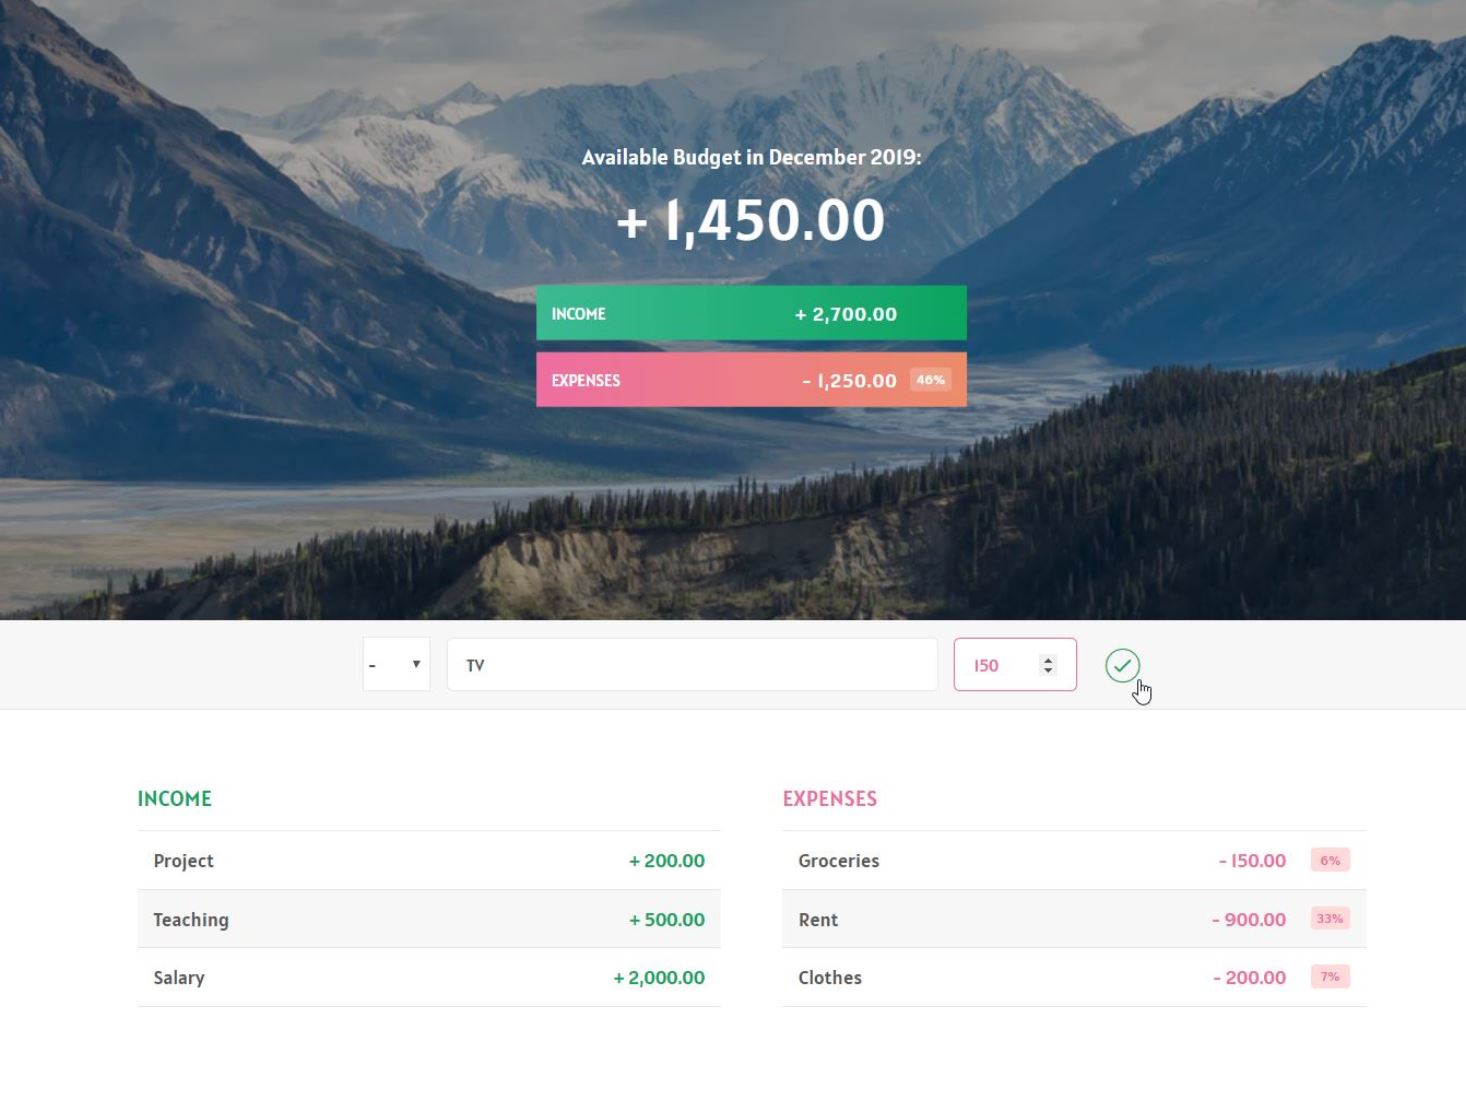 Available Budget in December 2019:
+ 1,450.00
INCOME + 2,700.00
EXPENSES - 1,250.00 46%
- TV 150
INCOME
Project + 200.00
Teaching + 500.00
Salary + 2,000.00
EXPENSES
Groceries - 150.00 6%
Rent - 900.00 33%
Clothes - 200.00 7%